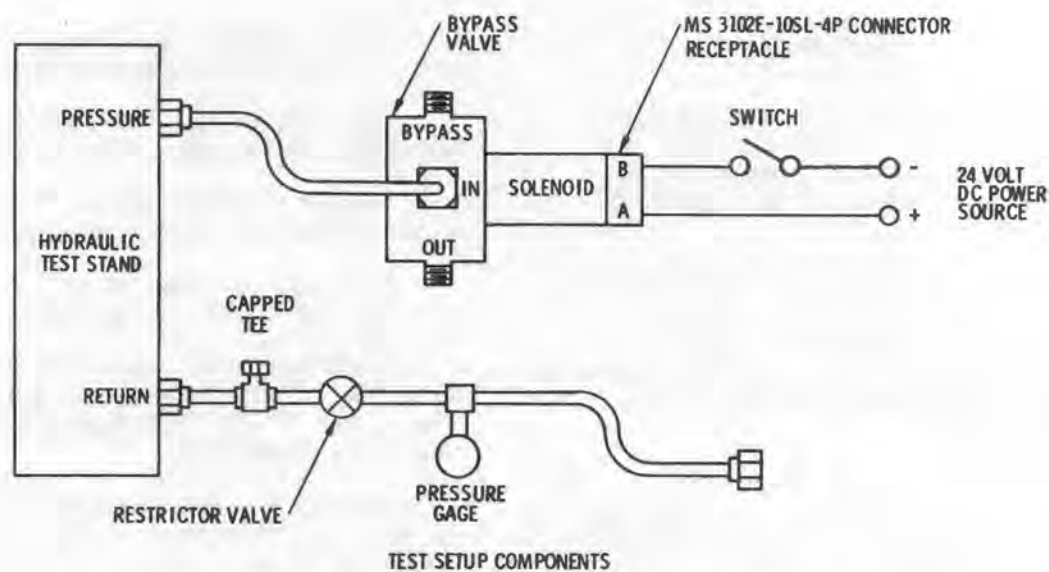 BYPASS
VALVE
MS 3102E-10SL-4P CONNECTOR
RECEPTACLE
PRESSURE
BYPASS
IN
OUT
SOLENOID
B
A
SWITCH
-
+
24 VOLT
DC POWER
SOURCE
HYDRAULIC
TEST STAND
CAPPED
TEE
RETURN
RESTRICTOR VALVE
PRESSURE
GAGE
TEST SETUP COMPONENTS